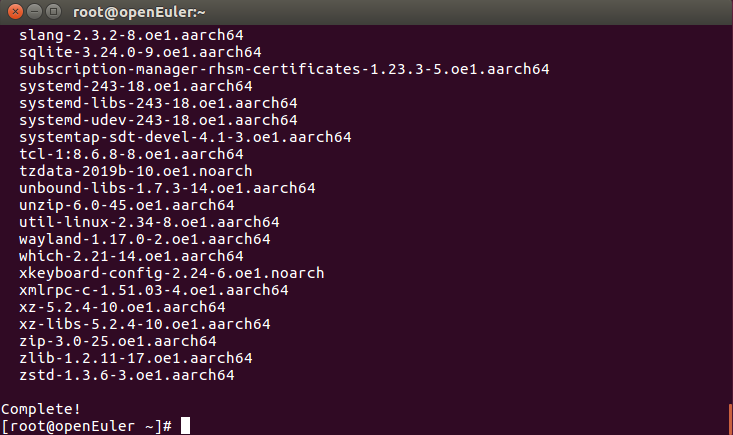 root@openEuler:~
slang-2.3.2-8.oe1.aarch64
sqlite-3.24.0-9.oe1.aarch64
subscription-manager-rhsm-certificates-1.23.3-5.oe1.aarch64
systemd-243-18.oe1.aarch64
systemd-libs-243-18.oe1.aarch64
systemd-udev-243-18.oe1.aarch64
systemtap-sdt-devel-4.1-3.oe1.aarch64
tcl-1:8.6.8-8.oe1.aarch64
tzdata-2019b-10.oe1.noarch
unbound-libs-1.7.3-14.oe1.aarch64
unzip-6.0-45.oe1.aarch64
util-linux-2.34-8.oe1.aarch64
wayland-1.17.0-2.oe1.aarch64
which-2.21-14.oe1.aarch64
xkeyboard-config-2.24-6.oe1.noarch
xmlrpc-c-1.51.03-4.oe1.aarch64
xz-5.2.4-10.oe1.aarch64
xz-libs-5.2.4-10.oe1.aarch64
zip-3.0-25.oe1.aarch64
zlib-1.2.11-17.oe1.aarch64
zstd-1.3.6-3.oe1.aarch64
Complete!
[root@openEuler ~]#